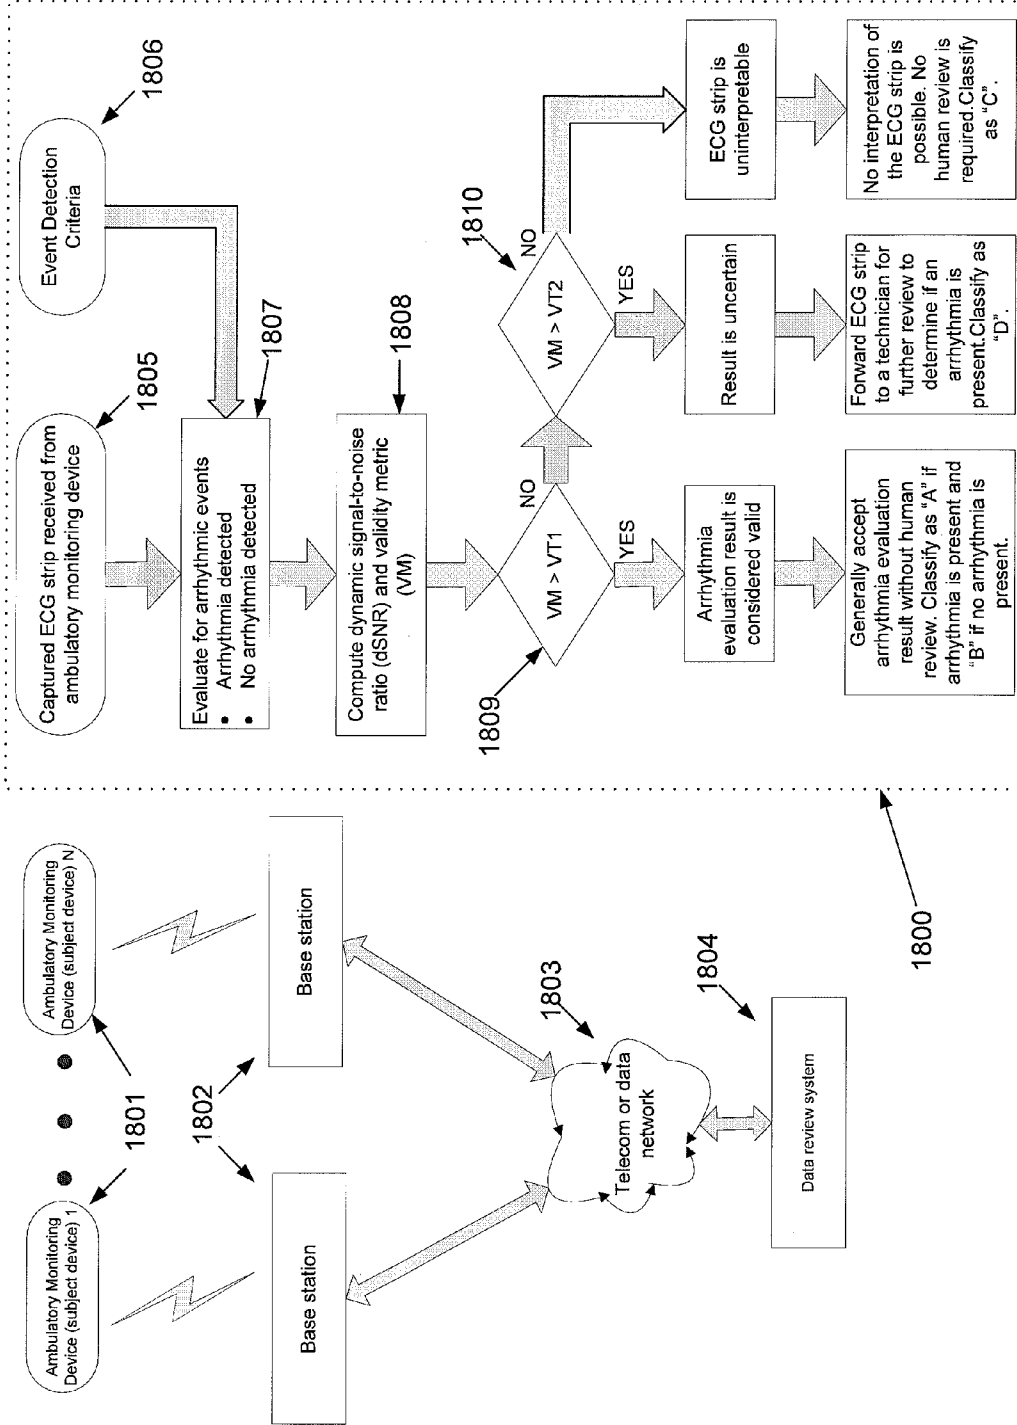 Ambulatory Monitoring
Device (subject device) 1
Ambulatory Monitoring
Device (subject device) N
1801
1802
Base station
Base station
1803
Telecom or data
network
1804
Data review system
1800
Captured ECG strip received from
ambulatory monitoring device
1805
Event Detection
Criteria
1806
Evaluate for arrhythmic events
• Arrhythmia detected
• No arrhythmia detected
1807
Compute dynamic signal-to-noise
ratio (dSNR) and validity metric
(VM)
1808
1809
VM > VT1
NO
YES
1810
VM > VT2
NO
YES
Arrhythmia
evaluation result is
considered valid
Result is uncertain
ECG strip is
uninterpretable
Generally accept
arrhythmia evaluation
result without human
review. Classify as “A” if
arrhythmia is present and
“B” if no arrhythmia is
present.
Forward ECG strip
to a technician for
further review to
determine if an
arrhythmia is
present.Classify as
“D”.
No interpretation of
the ECG strip is
possible. No
human review is
required.Classify
as “C”.